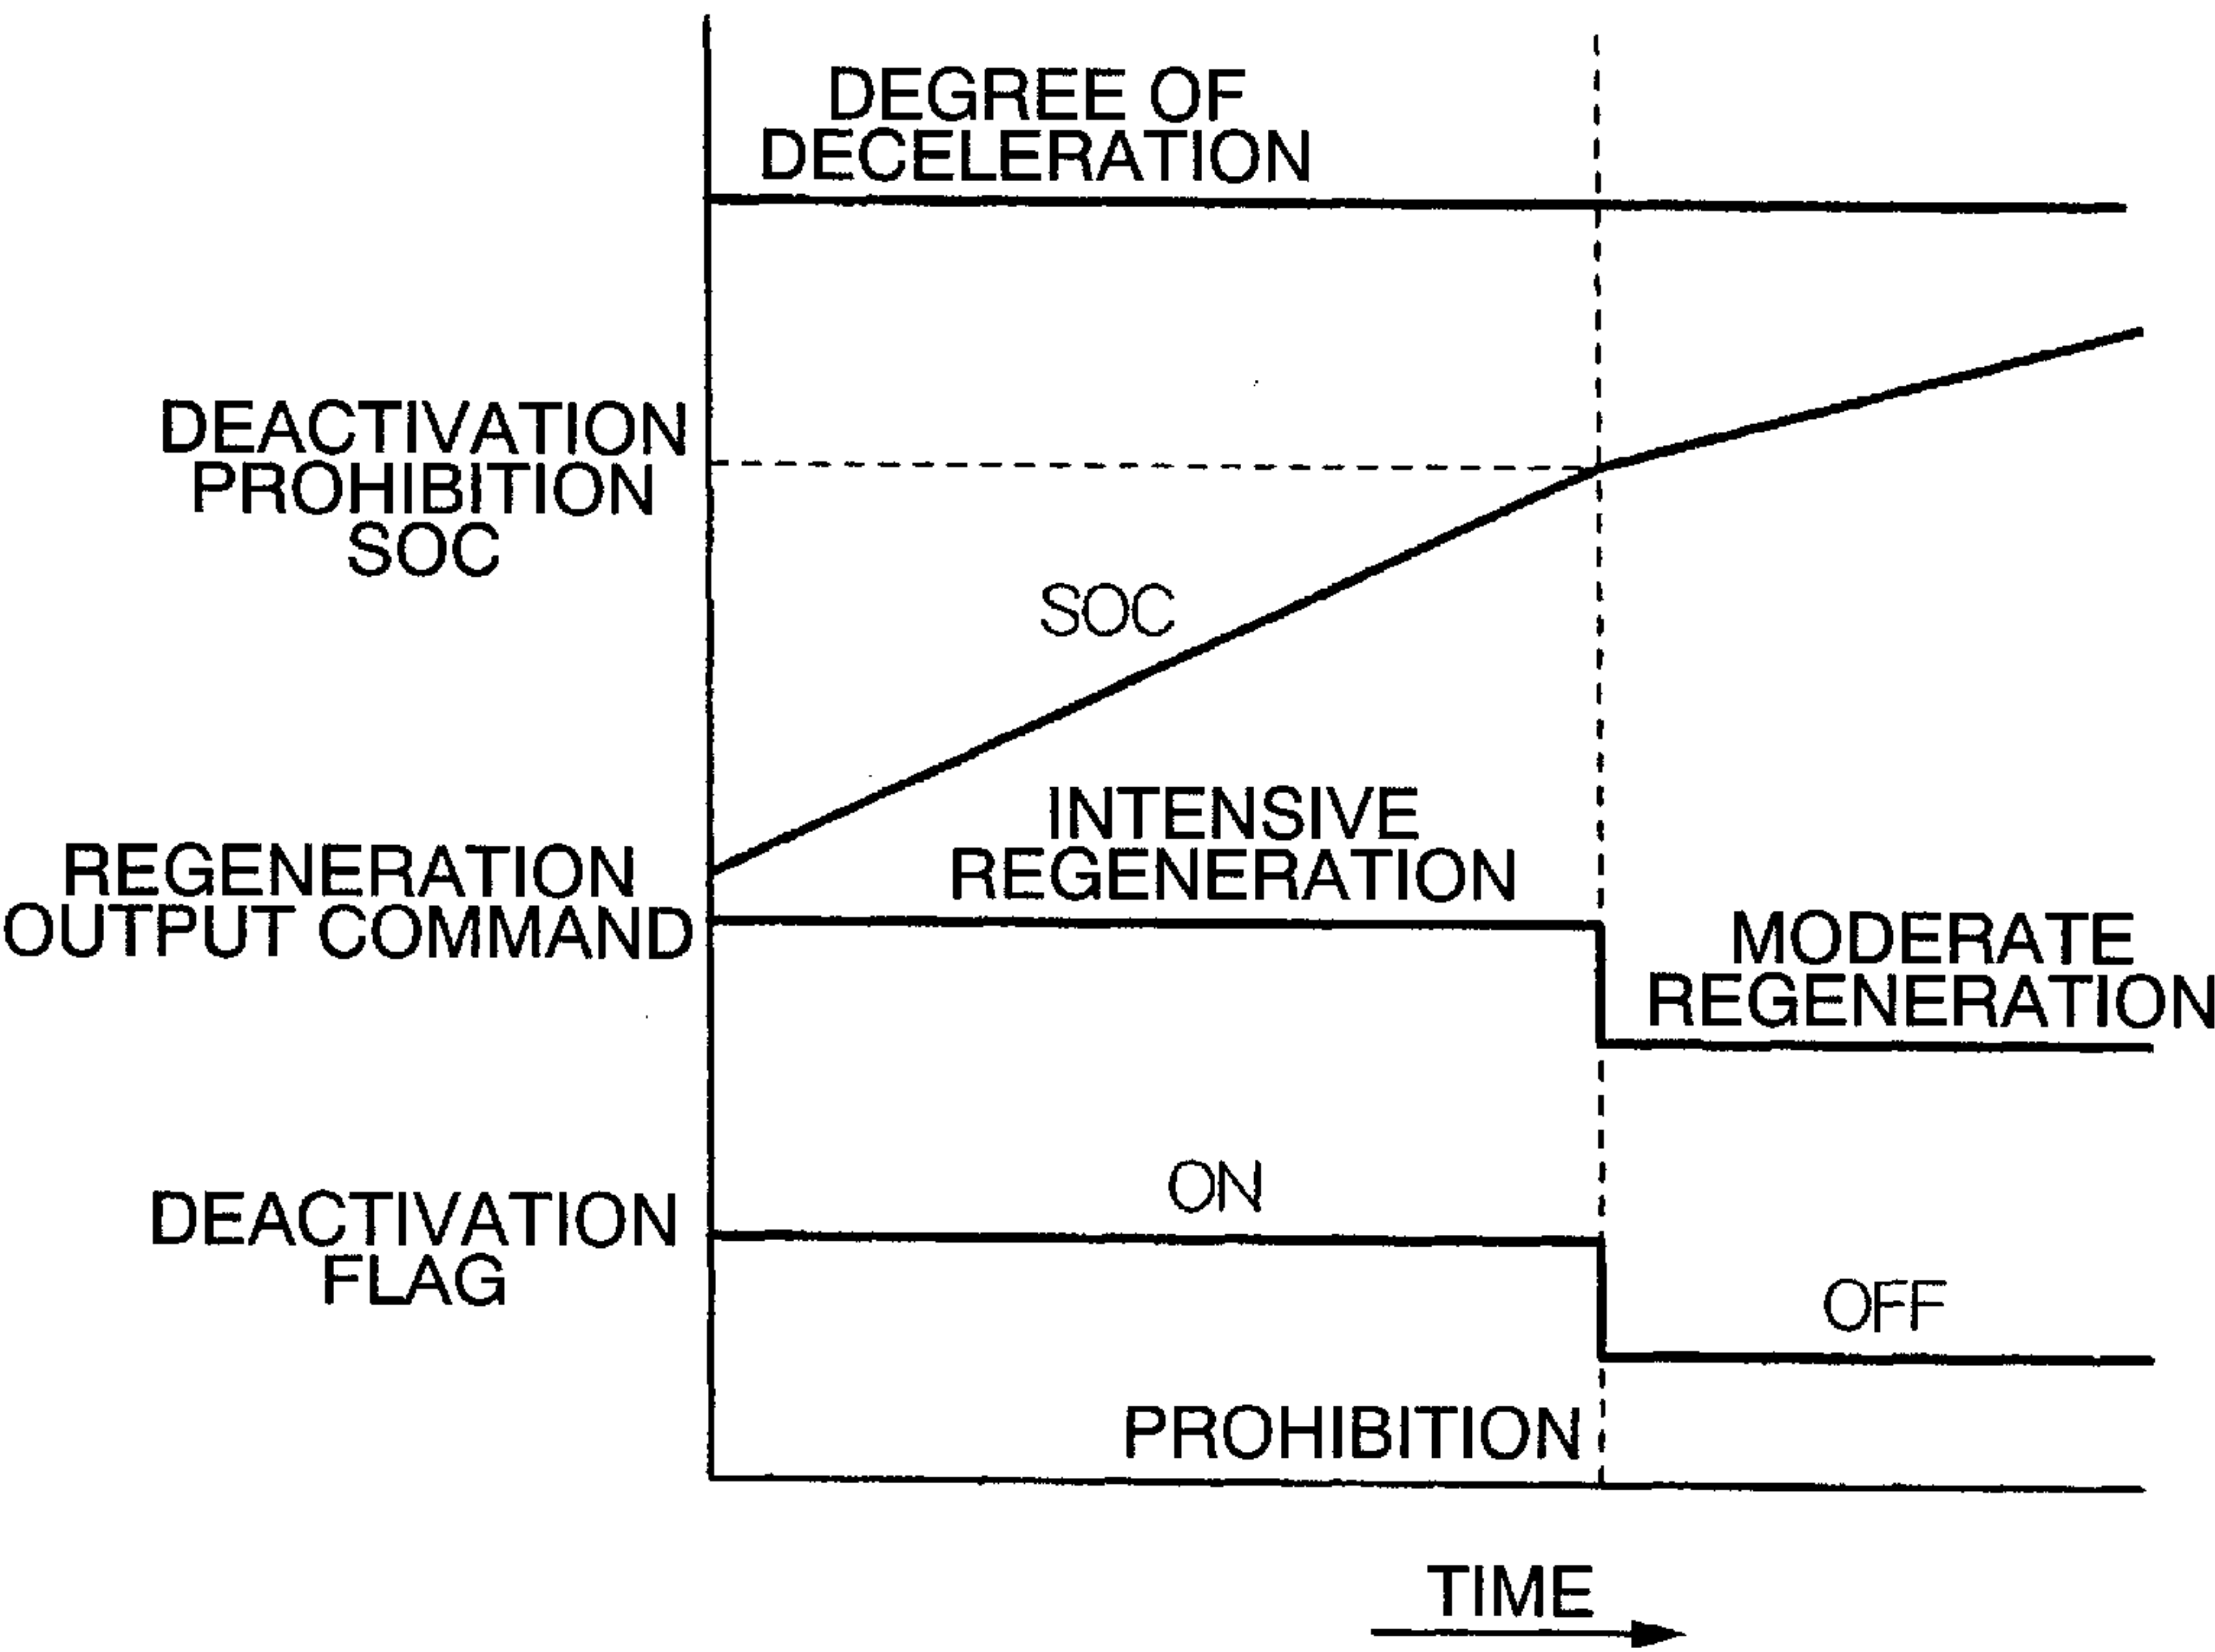 DEGREE OF
DECELERATION
DEACTIVATION
PROHIBITION
SOC
SOC
INTENSIVE
REGENERATION
REGENERATION
OUTPUT COMMAND
MODERATE
REGENERATION
ON
DEACTIVATION
FLAG
OFF
PROHIBITION
TIME